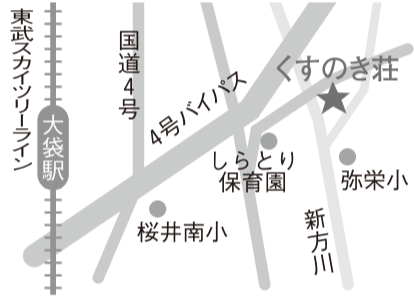 東武スカイツリーライン
大袋駅
国道4号
4号バイパス
くすのき荘
しらとり
保育園
弥栄小
桜井南小
新方川